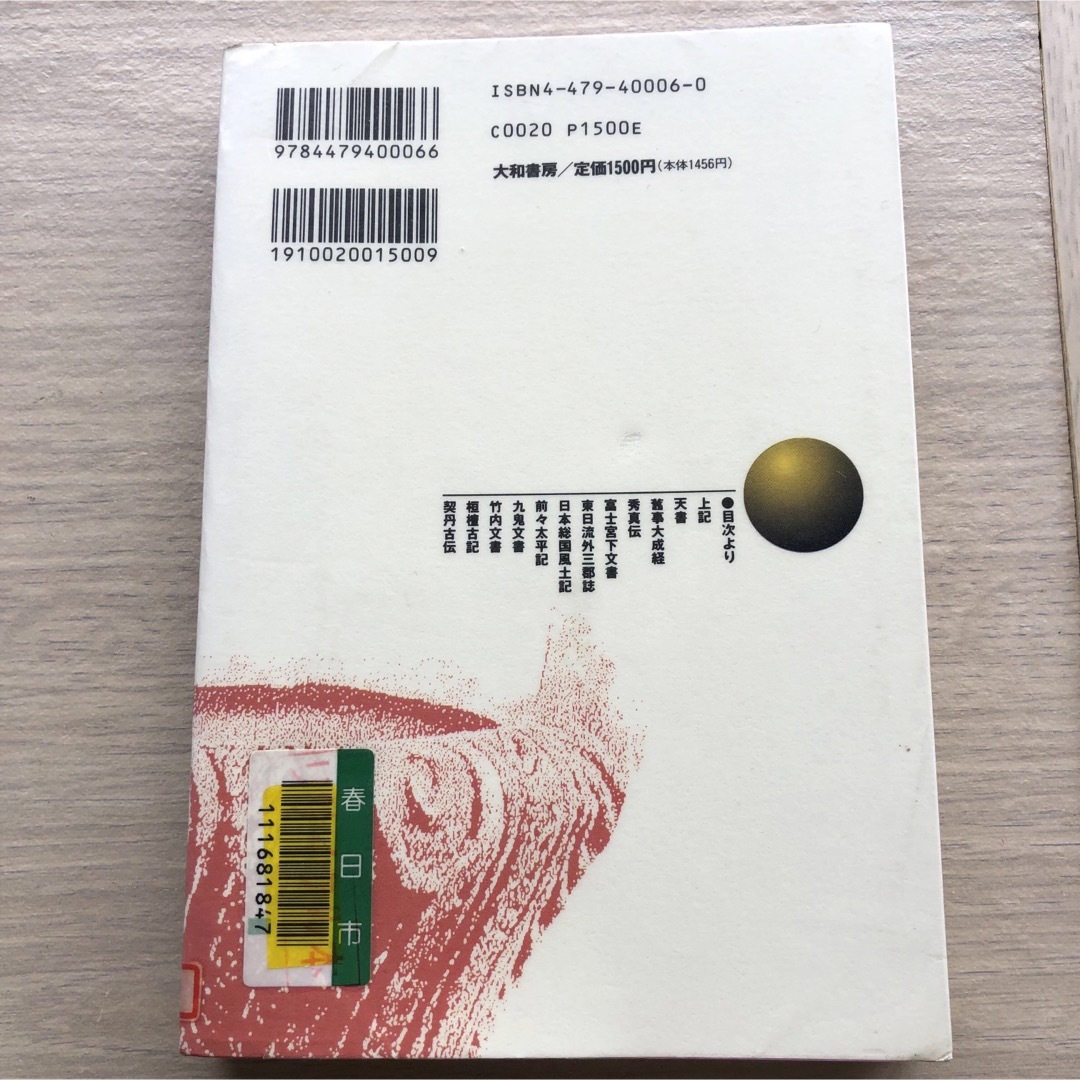 ISBN4-479-40006-0
C0020 P1500E
大和書房／定価1500円(本体1456円)
9784479400066
1910020015009
●目次より
上記
天書
舊事大成経
秀真伝
富士宮下文書
東日流外三郡誌
日本総国風土記
前々太平記
九鬼文書
竹内文書
桓檀古記
契丹古伝
春日市
111681847